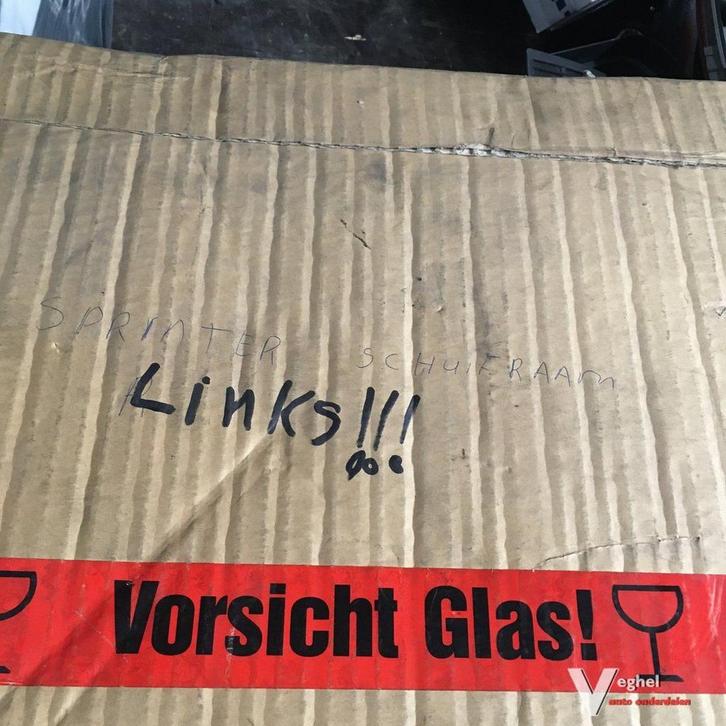 SPRINTER SCHUIFRAAM
Links!!!
Vorsicht Glas!
Veghel
auto onderdelen